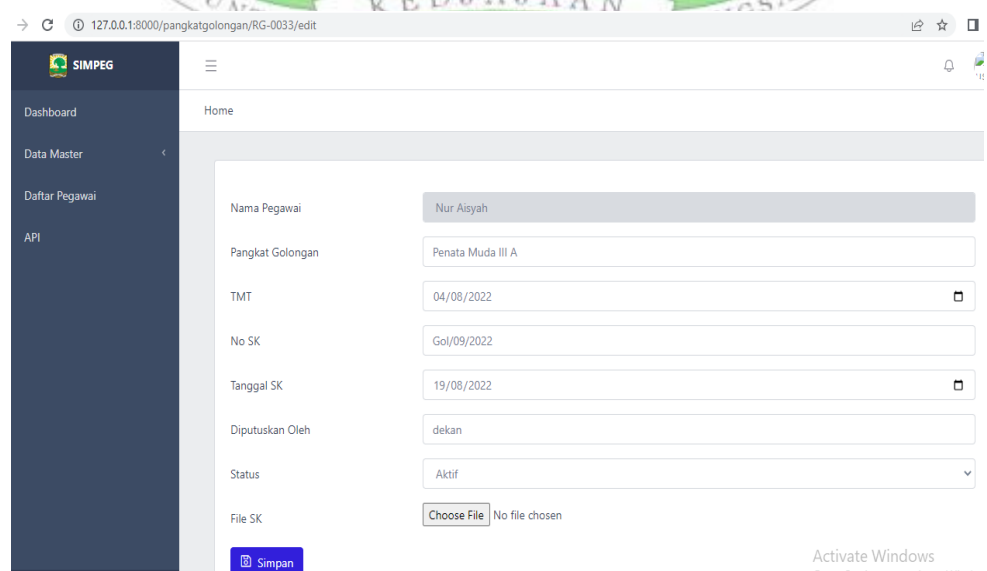 KEDUNGAN
127.0.0.1:8000/pangkatgolongan/RG-0033/edit
SIMPEG
Dashboard
Home
Data Master
Daftar Pegawai
API
Nama Pegawai Nur Aisyah
Pangkat Golongan Penata Muda III A
TMT 04/08/2022
No SK Gol/09/2022
Tanggal SK 19/08/2022
Diputuskan Oleh dekan
Status Aktif
File SK Choose File No file chosen
Simpan
Activate Windows